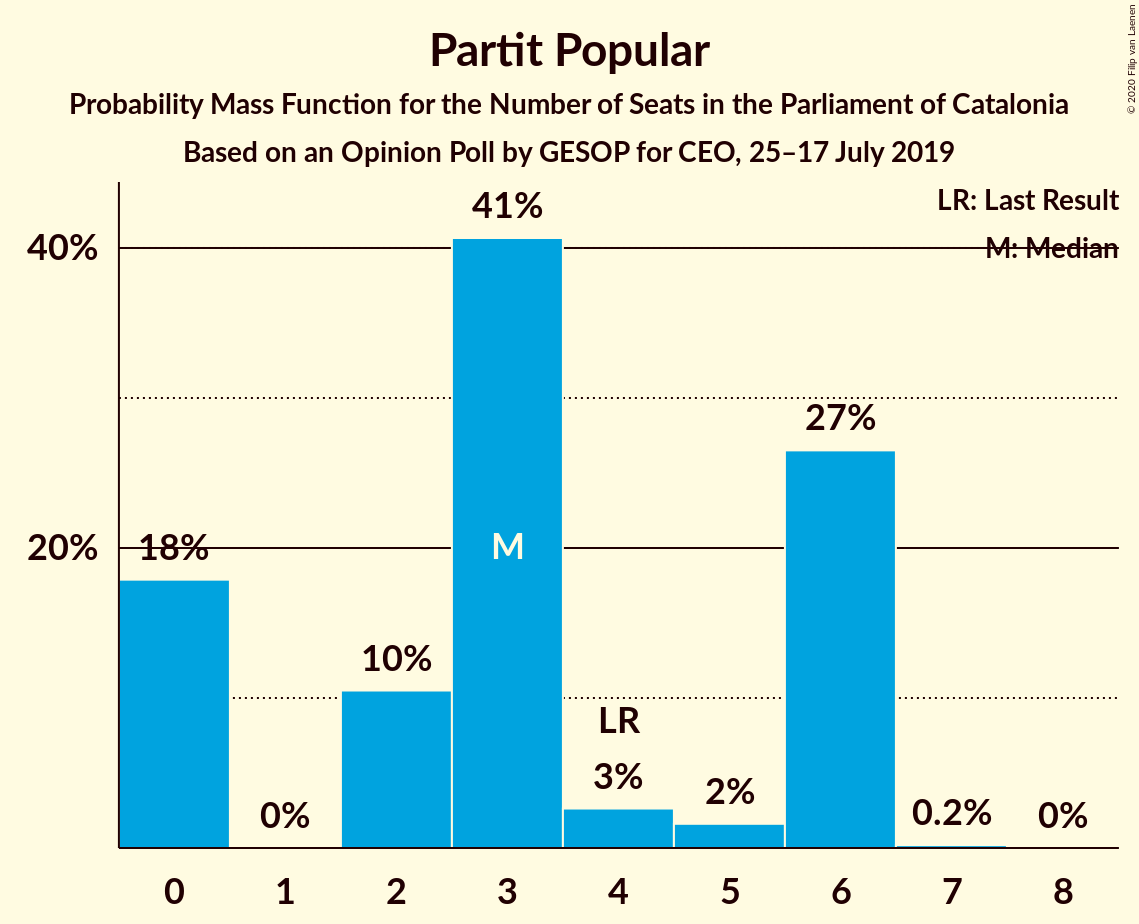 Partit Popular
Probability Mass Function for the Number of Seats in the Parliament of Catalonia
Based on an Opinion Poll by GESOP for CEO, 25–17 July 2019
© 2020 Filip van Laenen
LR: Last Result
M: Median
40%
20%
18%
0%
10%
41%
M
LR
3%
2%
27%
0.2%
0%
0 1 2 3 4 5 6 7 8